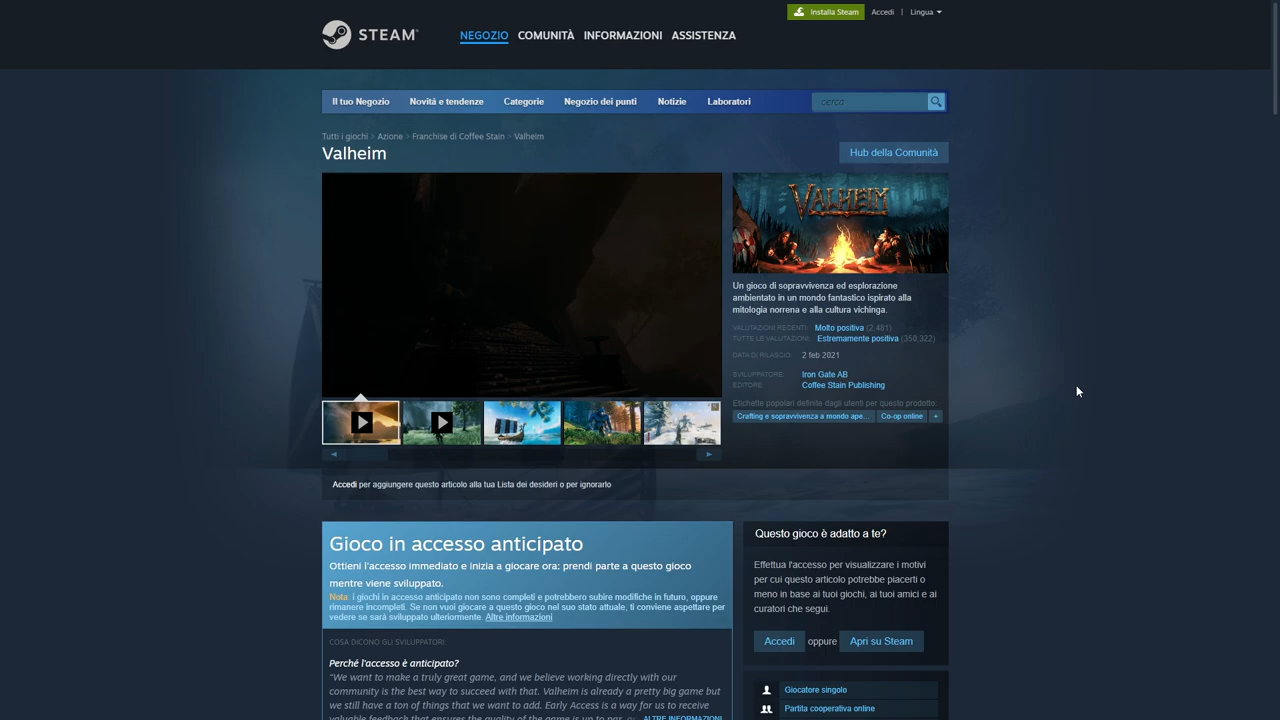 Installa Steam
Accedi | Lingua
STEAM
NEGOZIO COMUNITÀ INFORMAZIONI ASSISTENZA
Il tuo Negozio Novità e tendenze Categorie Negozio dei punti Notizie Laboratori cerca
Tutti i giochi > Azione > Franchise di Coffee Stain > Valheim
Valheim
Hub della Comunità
VALHEIM
Un gioco di sopravvivenza ed esplorazione
ambientato in un mondo fantastico ispirato alla
mitologia norrena e alla cultura vichinga.
VALUTAZIONI RECENTI: Molto positiva (2,481)
TUTTE LE VALUTAZIONI: Estremamente positiva (350,322)
DATA DI RILASCIO: 2 feb 2021
SVILUPPATORE: Iron Gate AB
EDITORE: Coffee Stain Publishing
Etichette popolari definite dagli utenti per questo prodotto:
Crafting e sopravvivenza a mondo ape... Co-op online +
Accedi per aggiungere questo articolo alla tua Lista dei desideri o per ignorarlo
Gioco in accesso anticipato
Ottieni l'accesso immediato e inizia a giocare ora: prendi parte a questo gioco
mentre viene sviluppato.
Nota: i giochi in accesso anticipato non sono completi e potrebbero subire modifiche in futuro, oppure
rimanere incompleti. Se non vuoi giocare a questo gioco nel suo stato attuale, ti conviene aspettare per
vedere se sarà sviluppato ulteriormente. Altre informazioni
COSA DICONO GLI SVILUPPATORI:
Perché l'accesso è anticipato?
"We want to make a truly great game, and we believe working directly with our
community is the best way to succeed with that. Valheim is already a pretty big game but
we still have a ton of things that we want to add. Early Access is a way for us to receive
valuable feedback that ensures the quality of the game is up to par, ALTRE INFORMAZIONI
Questo gioco è adatto a te?
Effettua l'accesso per visualizzare i motivi
per cui questo articolo potrebbe piacerti o
meno in base ai tuoi giochi, ai tuoi amici e ai
curatori che segui.
Accedi oppure Apri su Steam
Giocatore singolo
Partita cooperativa online